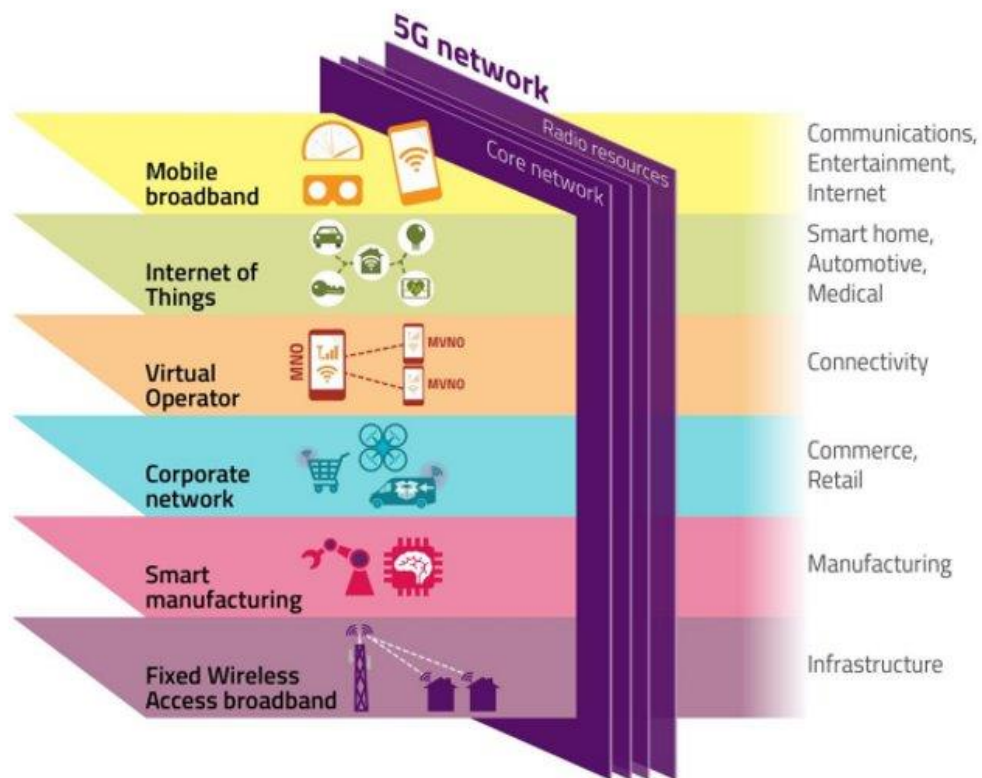 5G network
Radio resources
Core network
Mobile
broadband
Communications,
Entertainment,
Internet
Internet of
Things
Smart home,
Automotive,
Medical
Virtual
Operator
MNO
MVNO
MVNO
Connectivity
Corporate
network
Commerce,
Retail
Smart
manufacturing
Manufacturing
Fixed Wireless
Access broadband
Infrastructure